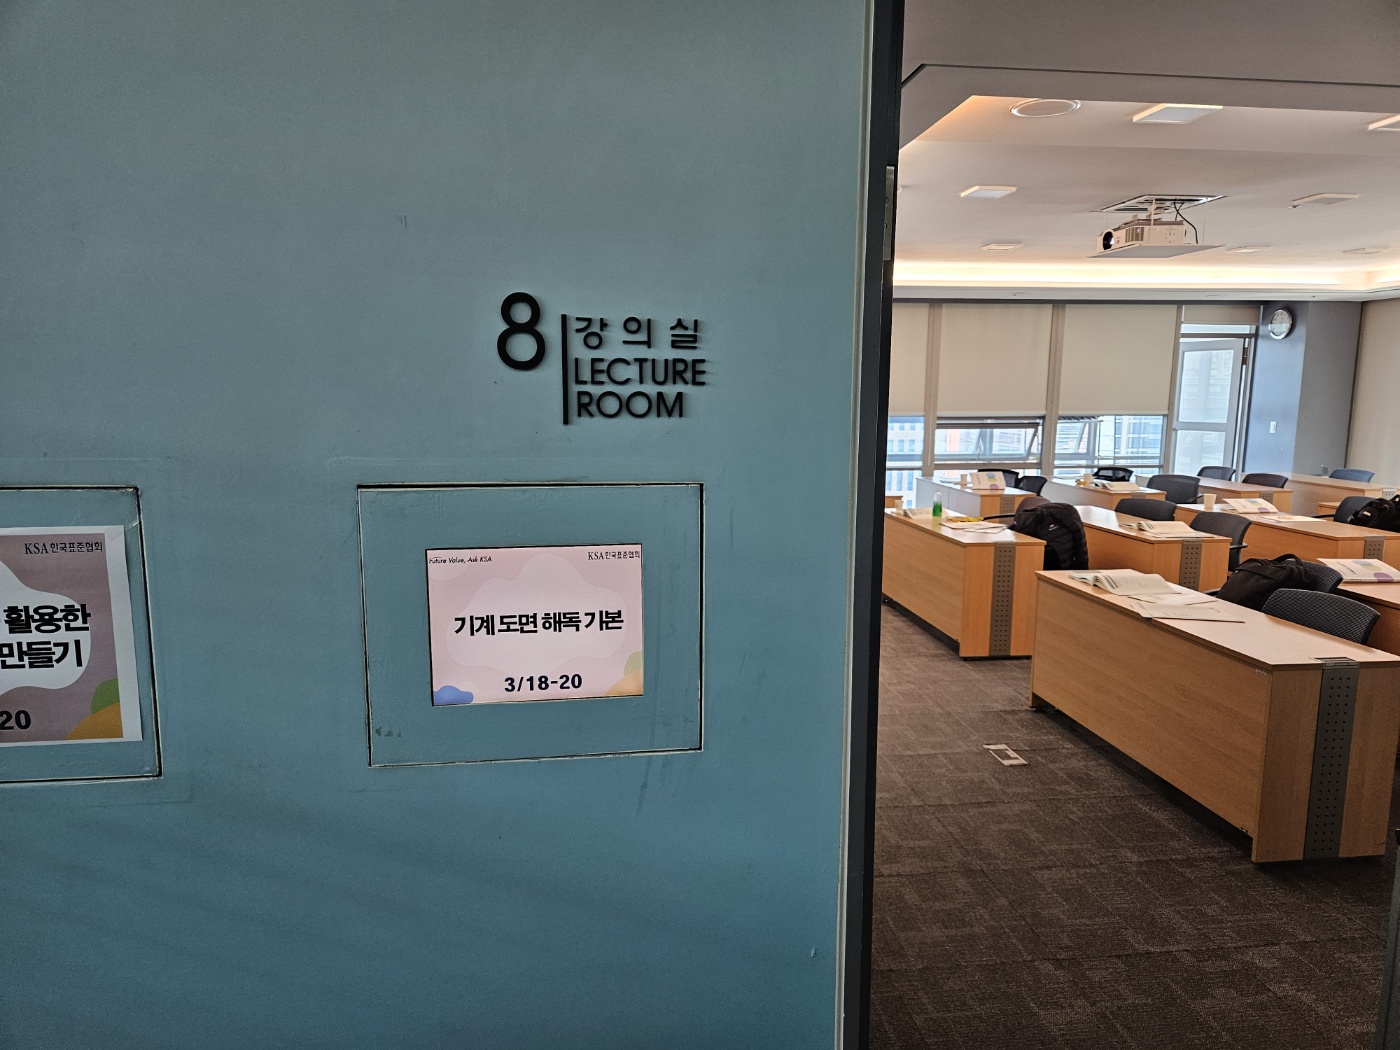 8
강의실
LECTURE
ROOM
KSA 한국표준협회
활용한
만들기
20
Future Value, Ask KSA
KSA 한국표준협회
기계 도면 해독 기본
3/18-20